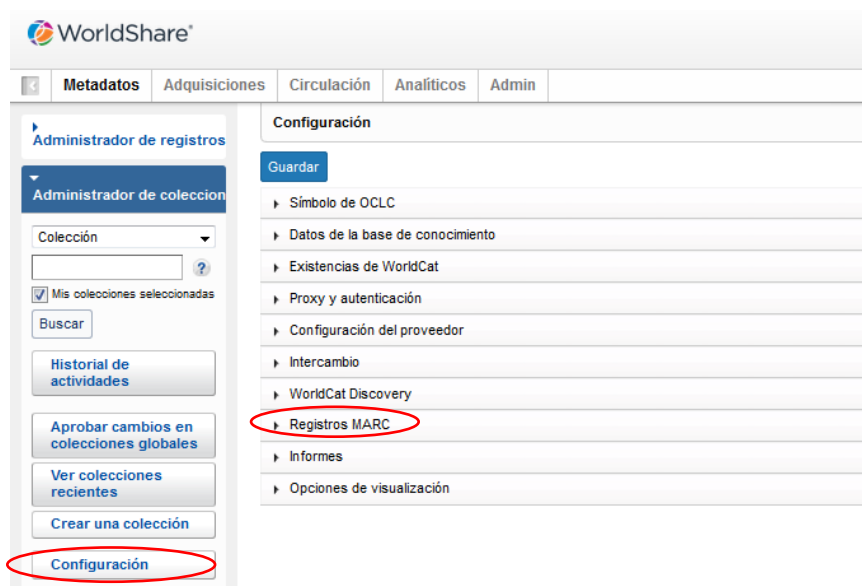 WorldShare®
Metadatos Adquisiciones Circulación Analíticos Admin
Administrador de registros
Administrador de coleccion
Colección
?
Mis colecciones seleccionadas
Buscar
Historial de
actividades
Aprobar cambios en
colecciones globales
Ver colecciones
recientes
Crear una colección
Configuración
Configuración
Guardar
Símbolo de OCLC
Datos de la base de conocimiento
Existencias de WorldCat
Proxy y autenticación
Configuración del proveedor
Intercambio
WorldCat Discovery
Registros MARC
Informes
Opciones de visualización